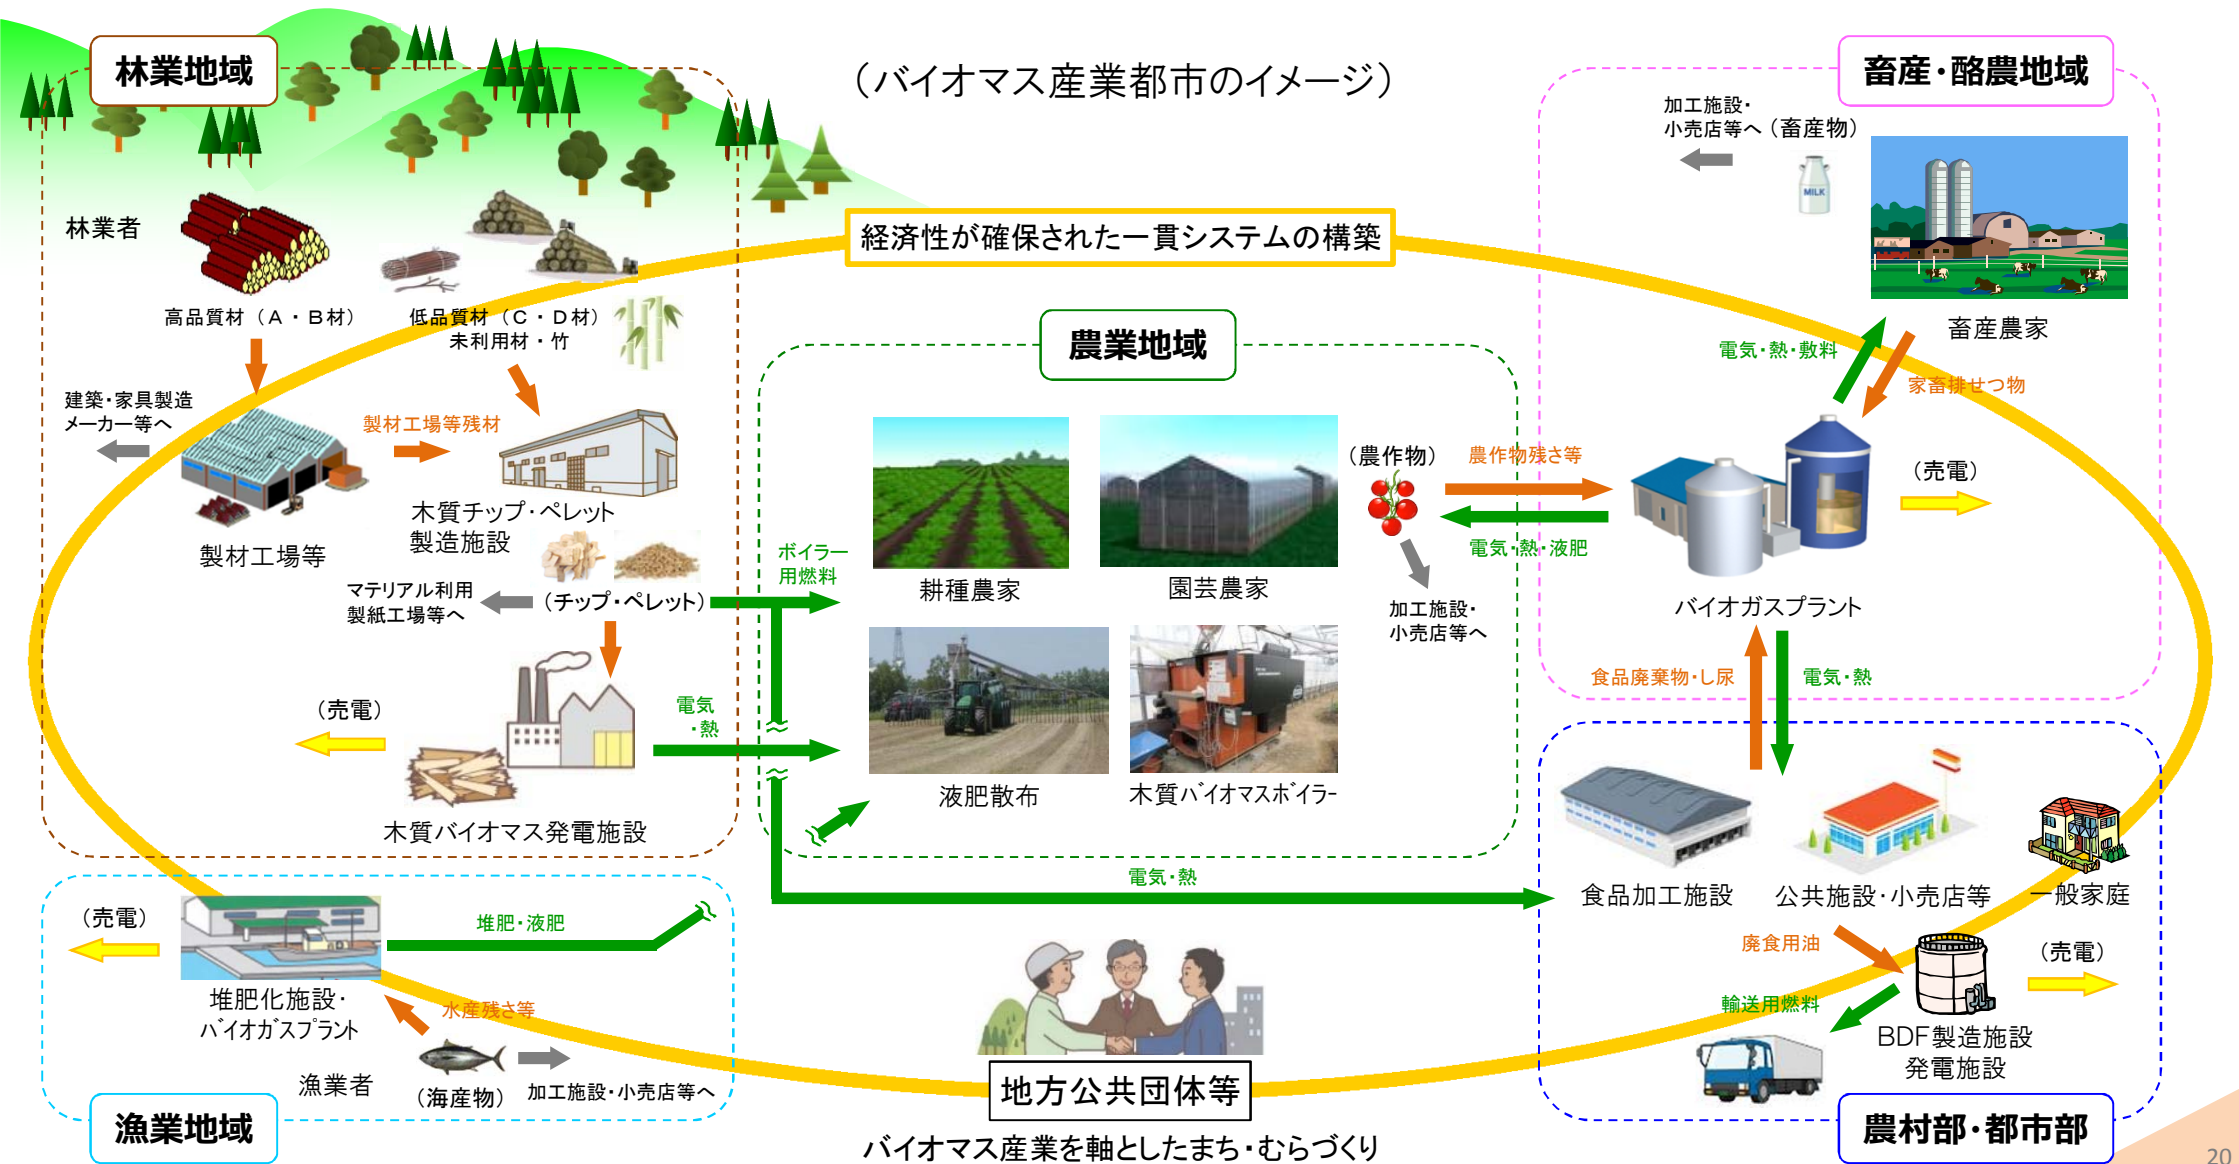 （バイオマス産業都市のイメージ）
経済性が確保された一貫システムの構築
林業地域
林業者
高品質材（A・B材）
低品質材（C・D材）
未利用材・竹
建築・家具製造
メーカー等へ
製材工場等残材
製材工場等
木質チップ・ペレット
製造施設
マテリアル利用
製紙工場等へ
（チップ・ペレット）
ボイラー
用燃料
（売電）
電気
・熱
木質バイオマス発電施設
農業地域
耕種農家
園芸農家
液肥散布
木質バイオマスボイラー
（農作物）
農作物残さ等
電気・熱・液肥
加工施設・
小売店等へ
畜産・酪農地域
加工施設・
小売店等へ（畜産物）
MILK
畜産農家
電気・熱・敷料
家畜排せつ物
（売電）
バイオガスプラント
食品廃棄物・し尿
電気・熱
電気・熱
食品加工施設
公共施設・小売店等
一般家庭
廃食用油
（売電）
輸送用燃料
BDF製造施設
発電施設
農村部・都市部
（売電）
堆肥・液肥
堆肥化施設・
バイオガスプラント
水産残さ等
漁業者
（海産物）
加工施設・小売店等へ
漁業地域
地方公共団体等
バイオマス産業を軸としたまち・むらづくり
20